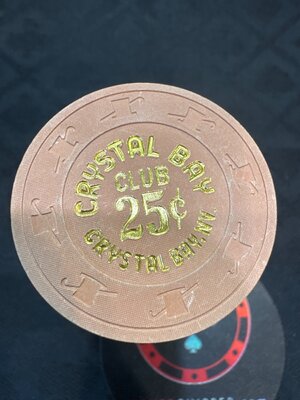 CRYSTAL BAY
CLUB
25¢
CRYSTAL BAY, NV.